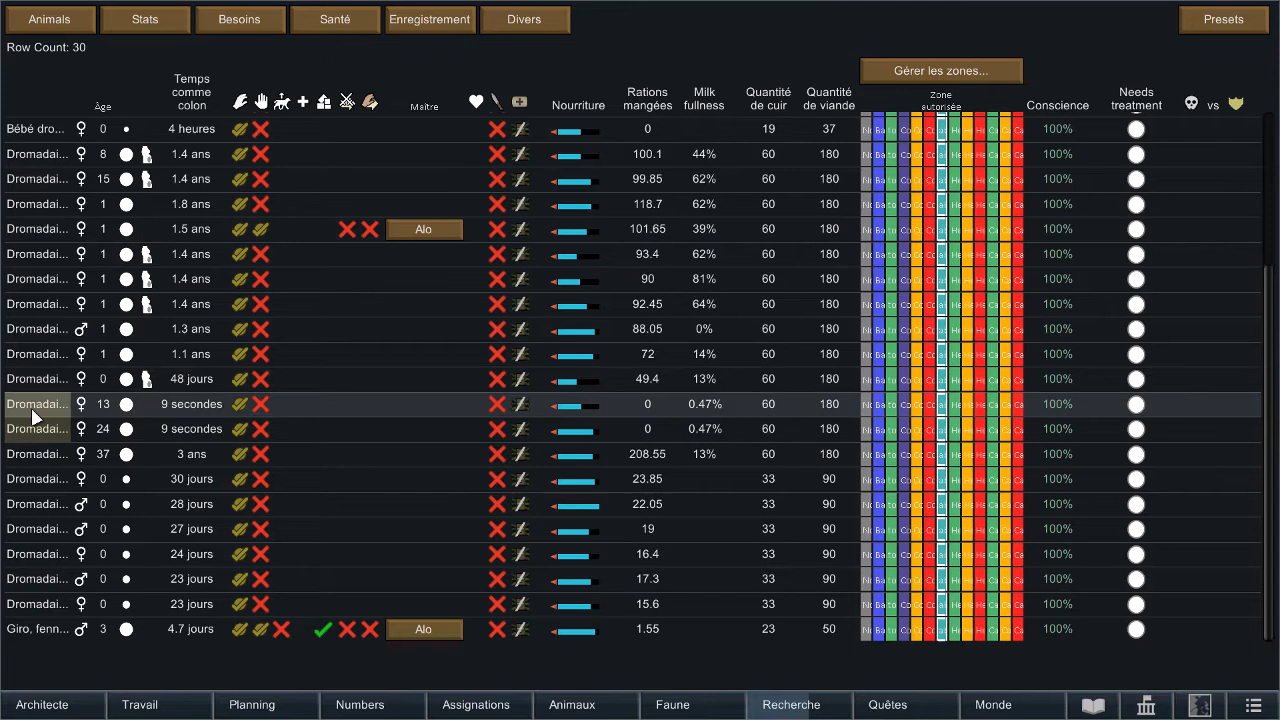 Animals Stats Besoins Santé Enregistrement Divers Presets
Row Count: 30
Gérer les zones...
Âge Temps comme colon Maître Nourriture Rations mangées Milk fullness Quantité de cuir Quantité de viande Zone autorisée Conscience Needs treatment vs
Bébé dro... 0 4 heures 0 19 37 100%
Dromadai... 8 1.4 ans 100.1 44% 60 180 100%
Dromadai... 15 1.4 ans 99.85 62% 60 180 100%
Dromadai... 1 1.8 ans 118.7 62% 60 180 100%
Dromadai... 1 1.5 ans Alo 101.65 39% 60 180 100%
Dromadai... 1 1.4 ans 93.4 62% 60 180 100%
Dromadai... 1 1.4 ans 90 81% 60 180 100%
Dromadai... 1 1.4 ans 92.45 64% 60 180 100%
Dromadai... 1 1.3 ans 88.05 0% 60 180 100%
Dromadai... 1 1.1 ans 72 14% 60 180 100%
Dromadai... 0 48 jours 49.4 13% 60 180 100%
Dromadai... 13 9 secondes 0 0.47% 60 180 100%
Dromadai... 24 9 secondes 0 0.47% 60 180 100%
Dromadai... 37 3 ans 208.55 13% 60 180 100%
Dromadai... 0 30 jours 23.85 33 90 100%
Dromadai... 0 28 jours 22.05 33 90 100%
Dromadai... 0 27 jours 19 33 90 100%
Dromadai... 0 24 jours 16.4 33 90 100%
Dromadai... 0 23 jours 17.3 33 90 100%
Dromadai... 0 23 jours 15.6 33 90 100%
Giro, fenn... 3 4.7 jours Alo 1.55 23 50 100%
Architecte Travail Planning Numbers Assignations Animaux Faune Recherche Quêtes Monde